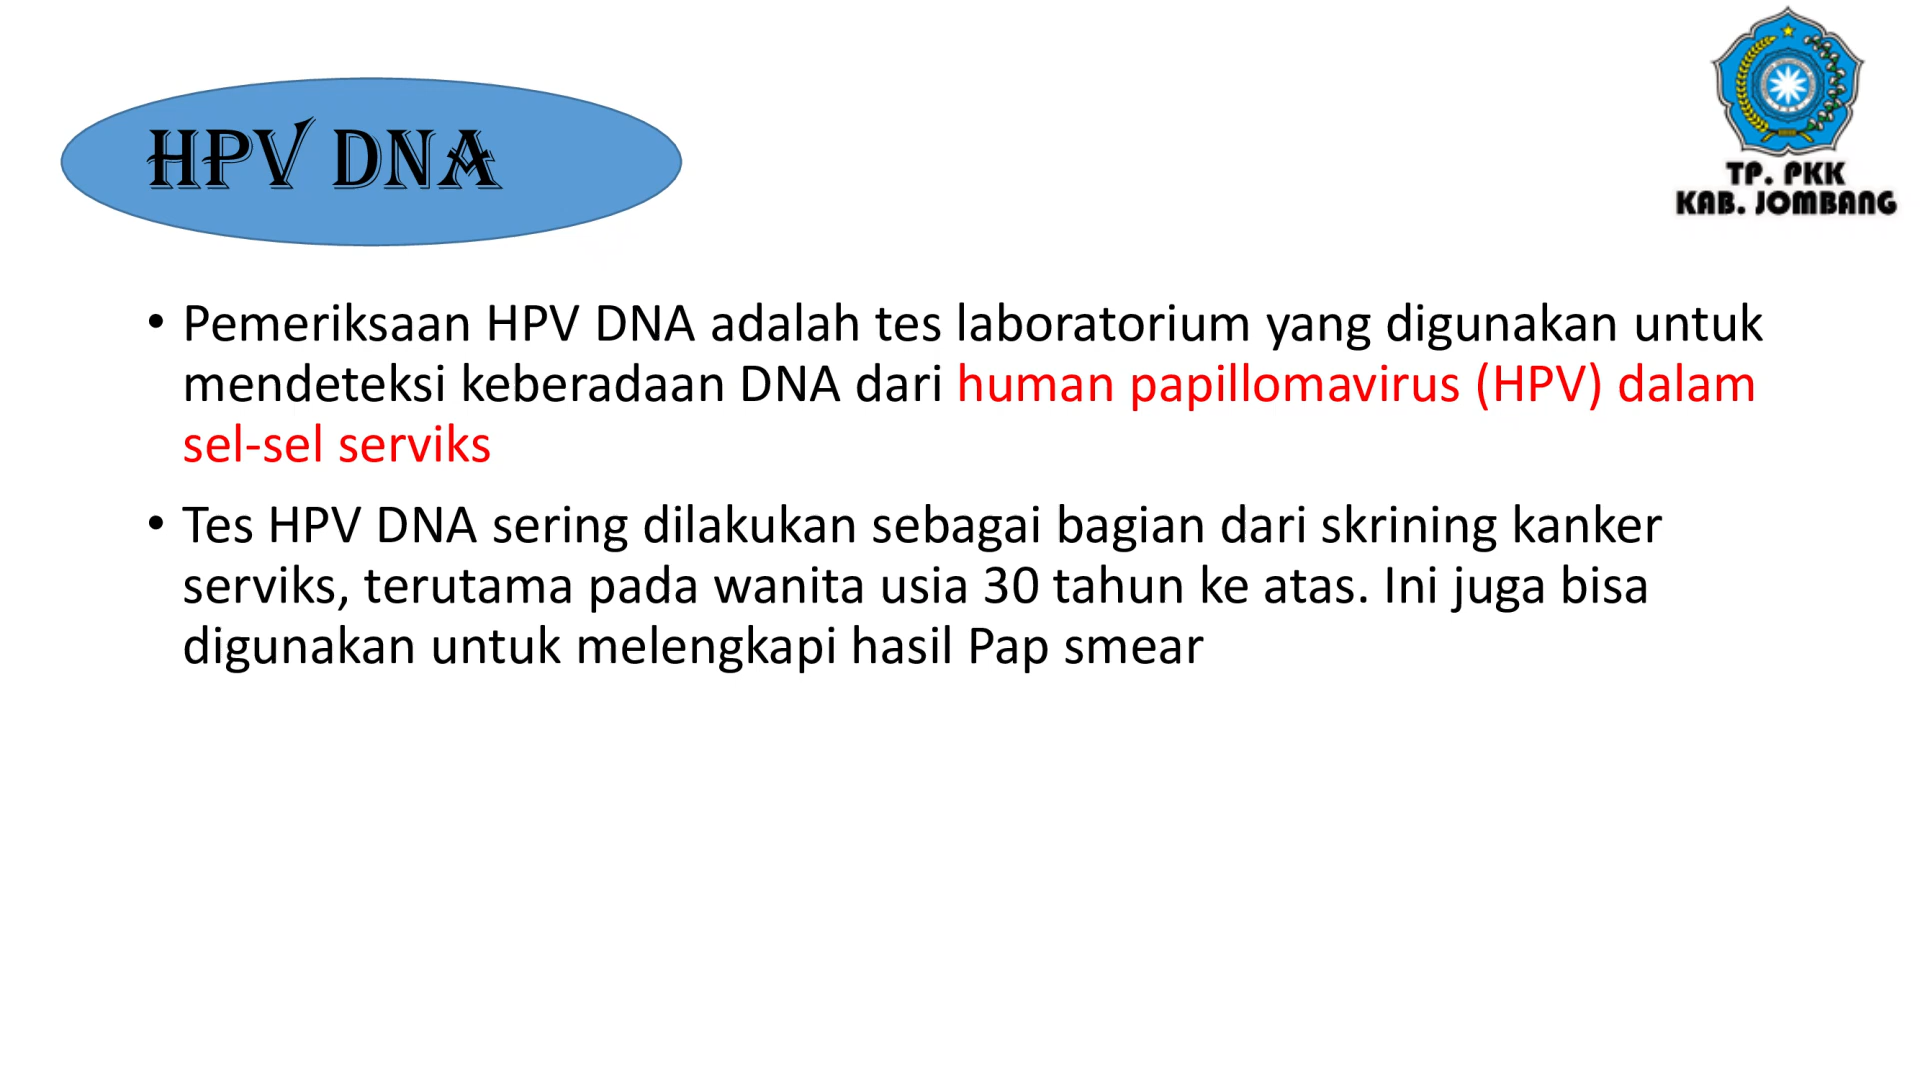 HPV DNA
TP. PKK
KAB. JOMBANG
• Pemeriksaan HPV DNA adalah tes laboratorium yang digunakan untuk
mendeteksi keberadaan DNA dari human papillomavirus (HPV) dalam
sel-sel serviks
• Tes HPV DNA sering dilakukan sebagai bagian dari skrining kanker
serviks, terutama pada wanita usia 30 tahun ke atas. Ini juga bisa
digunakan untuk melengkapi hasil Pap smear